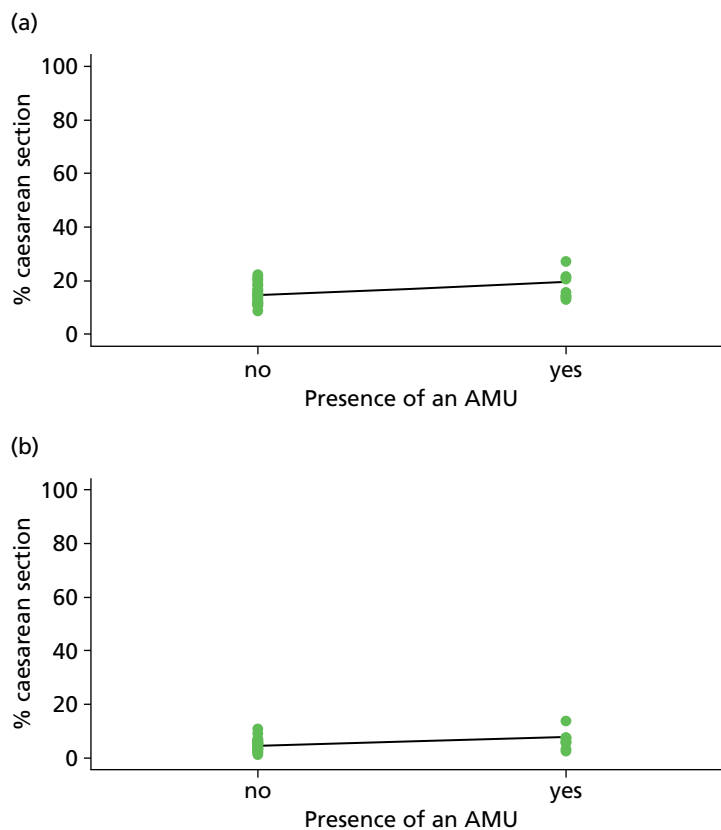 (a)
100
80
60
40
20
0
% caesarean section
no yes
Presence of an AMU
(b)
100
80
60
40
20
0
% caesarean section
no yes
Presence of an AMU